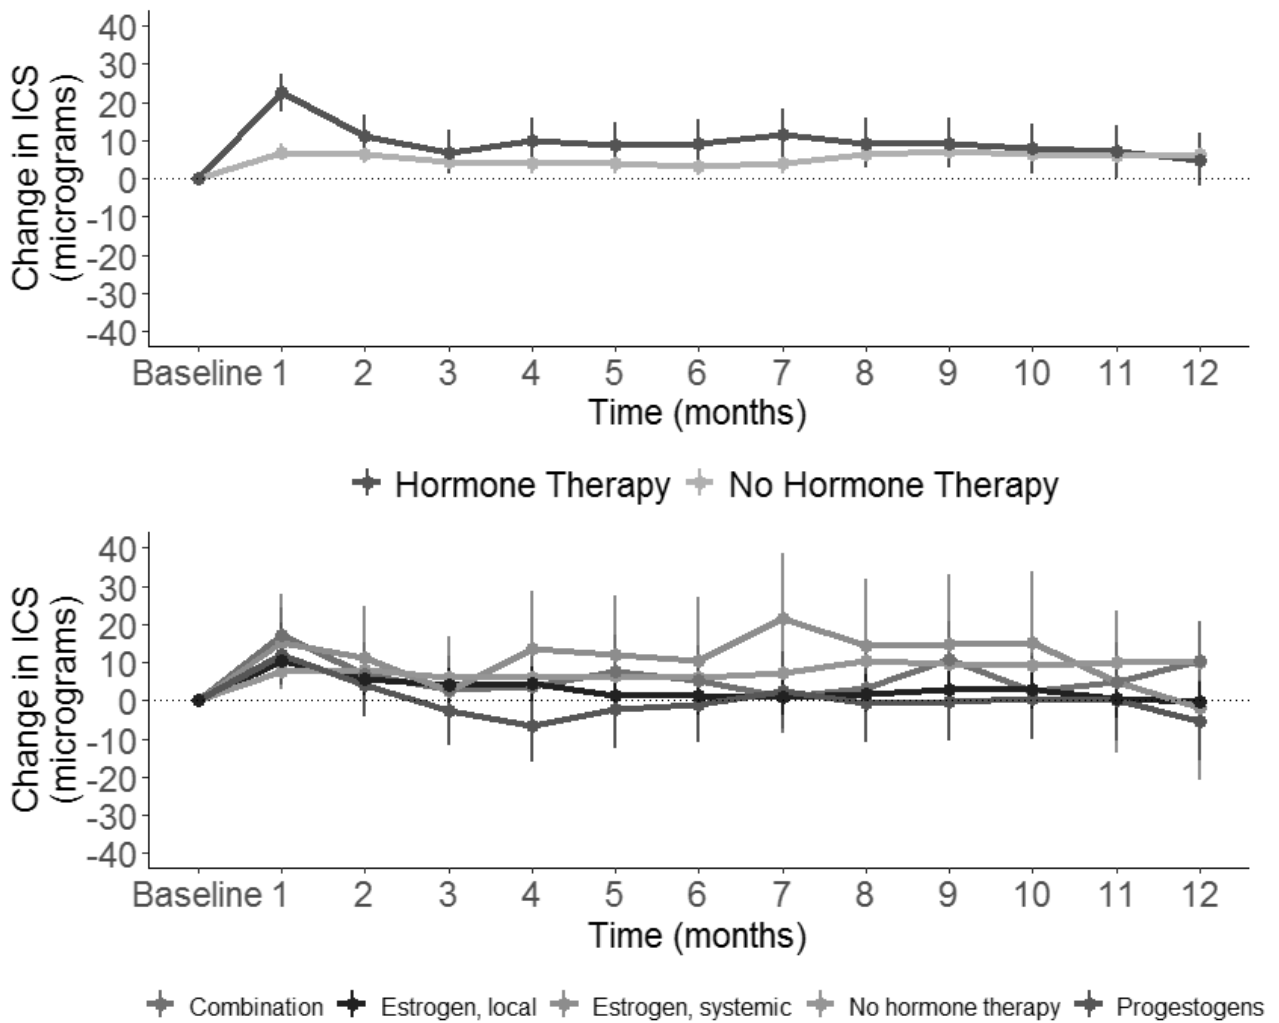 Change in ICS
(micrograms)
40
30
20
10
0
-10
-20
-30
-40
Baseline 1 2 3 4 5 6 7 8 9 10 11 12
Time (months)
Hormone Therapy No Hormone Therapy
Change in ICS
(micrograms)
40
30
20
10
0
-10
-20
-30
-40
Baseline 1 2 3 4 5 6 7 8 9 10 11 12
Time (months)
Combination Estrogen, local Estrogen, systemic No hormone therapy Progestogens